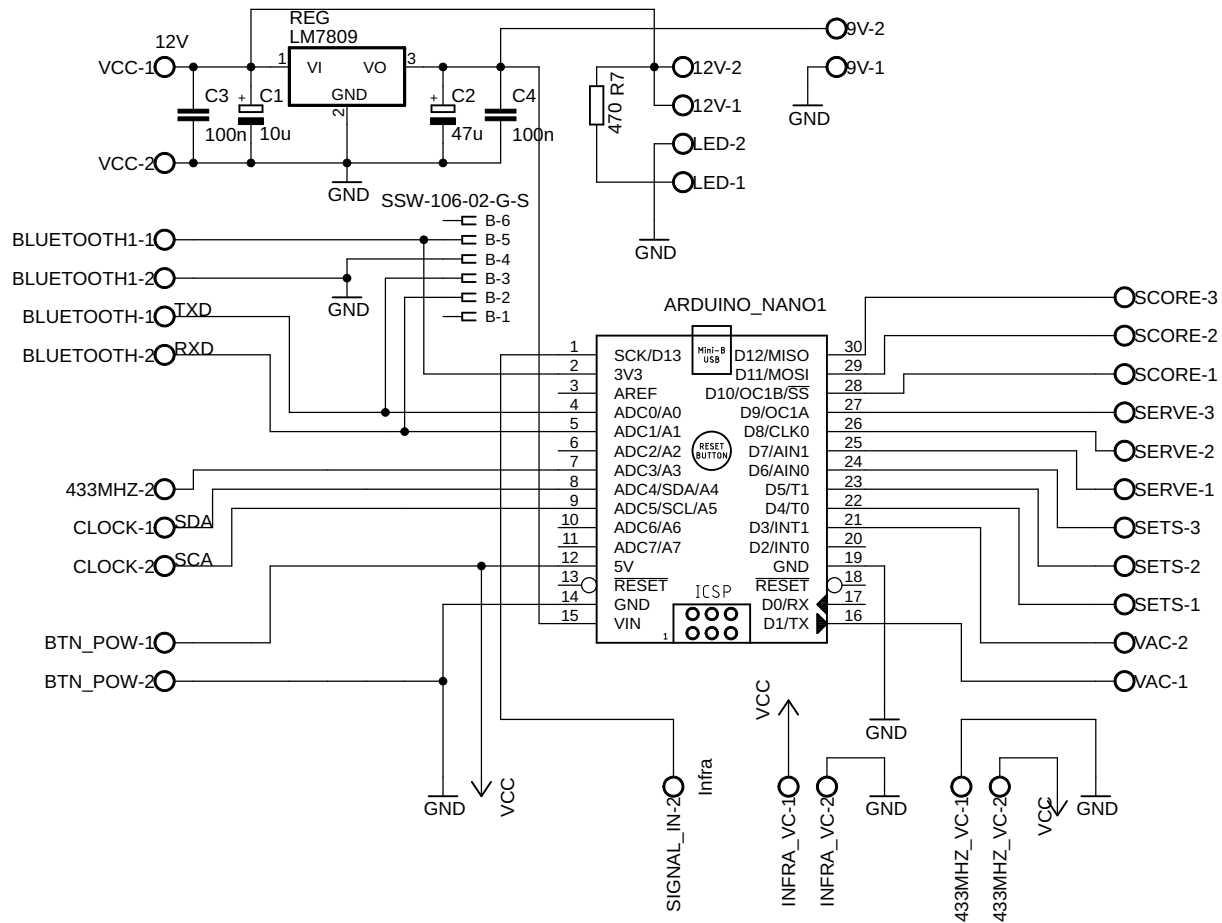 REG
LM7809
12V
VCC-1
1
VI
VO
3
GND
2
C3
100n
+
C1
10u
+
C2
47u
C4
100n
VCC-2
GND
9V-2
9V-1
GND
12V-2
12V-1
470 R7
LED-2
LED-1
GND
SSW-106-02-G-S
B-6
B-5
B-4
B-3
B-2
B-1
BLUETOOTH1-1
BLUETOOTH1-2
GND
BLUETOOTH-1
TXD
BLUETOOTH-2
RXD
433MHZ-2
CLOCK-1
SDA
CLOCK-2
SCA
BTN_POW-1
BTN_POW-2
GND
VCC
ARDUINO_NANO1
Mini-B
USB
RESET
BUTTON
ICSP
1
1 SCK/D13
2 3V3
3 AREF
4 ADC0/A0
5 ADC1/A1
6 ADC2/A2
7 ADC3/A3
8 ADC4/SDA/A4
9 ADC5/SCL/A5
10 ADC6/A6
11 ADC7/A7
12 5V
13 RESET
14 GND
15 VIN
D12/MISO 30
D11/MOSI 29
D10/OC1B/SS 28
D9/OC1A 27
D8/CLK0 26
D7/AIN1 25
D6/AIN0 24
D5/T1 23
D4/T0 22
D3/INT1 21
D2/INT0 20
GND 19
RESET 18
D0/RX 17
D1/TX 16
SCORE-3
SCORE-2
SCORE-1
SERVE-3
SERVE-2
SERVE-1
SETS-3
SETS-2
SETS-1
VAC-2
VAC-1
GND
SIGNAL_IN-2
Infra
VCC
INFRA_VC-1
INFRA_VC-2
GND
433MHZ_VC-1
433MHZ_VC-2
VCC
GND